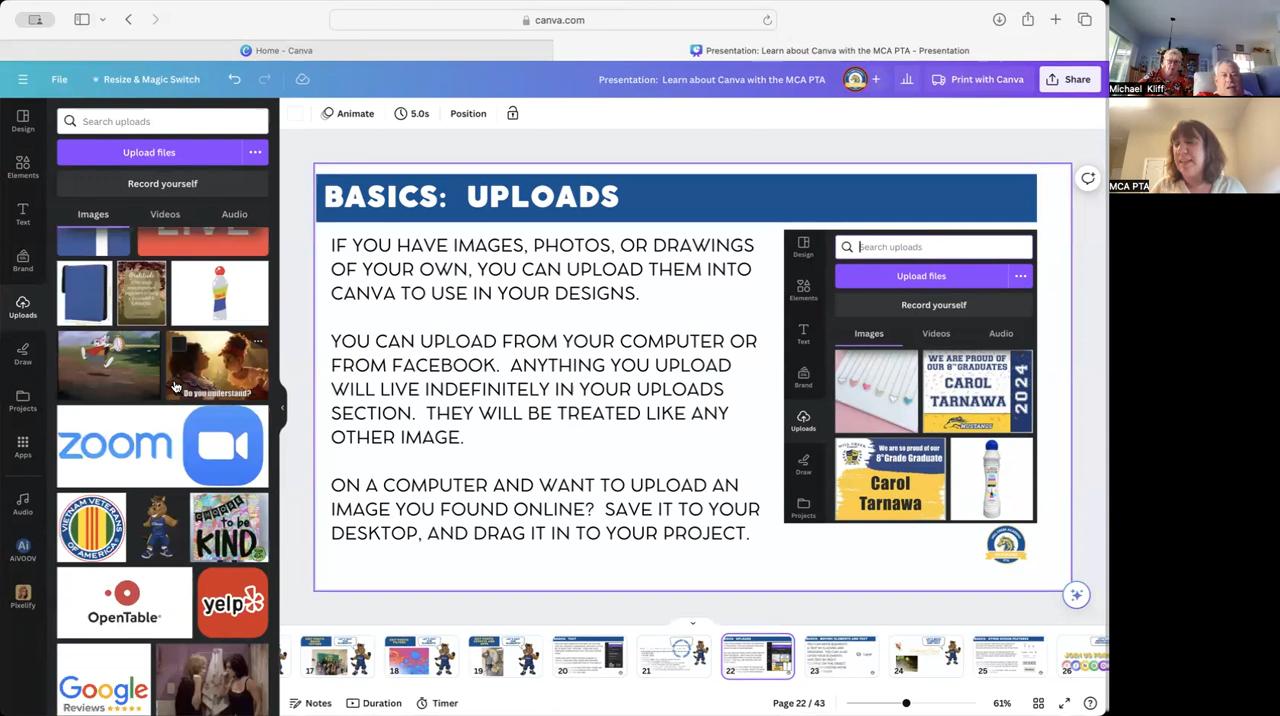 canva.com
Home - Canva
Presentation: Learn about Canva with the MCA PTA - Presentation
File
Resize & Magic Switch
Presentation: Learn about Canva with the MCA PTA
Print with Canva
Share
Michael Kliff
MCA PTA
Search uploads
Upload files
Record yourself
Images
Videos
Audio
Design
Elements
Text
Brand
Uploads
Draw
Projects
Apps
Audio
AiVOOV
Pixelify
LIVE
Do you understand?
zoom
VIETNAM VETERANS
OF AMERICA
to be
KIND
OpenTable
yelp
Google
Reviews
Animate
5.0s
Position
BASICS: UPLOADS
IF YOU HAVE IMAGES, PHOTOS, OR DRAWINGS
OF YOUR OWN, YOU CAN UPLOAD THEM INTO
CANVA TO USE IN YOUR DESIGNS.
YOU CAN UPLOAD FROM YOUR COMPUTER OR
FROM FACEBOOK. ANYTHING YOU UPLOAD
WILL LIVE INDEFINITELY IN YOUR UPLOADS
SECTION. THEY WILL BE TREATED LIKE ANY
OTHER IMAGE.
ON A COMPUTER AND WANT TO UPLOAD AN
IMAGE YOU FOUND ONLINE? SAVE IT TO YOUR
DESKTOP, AND DRAG IT IN TO YOUR PROJECT.
Design
Elements
Text
Brand
Uploads
Draw
Projects
Search uploads
Upload files
Record yourself
Images
Videos
Audio
WE ARE PROUD OF
OUR 8TH GRADUATES
CAROL
TARNAWA
2024
MUSTANGS
We are so proud of our
8th Grade Graduate
Carol
Tarnawa
17
18
19
20
21
22
23
24
25
26
Notes
Duration
Timer
Page 22 / 43
61%